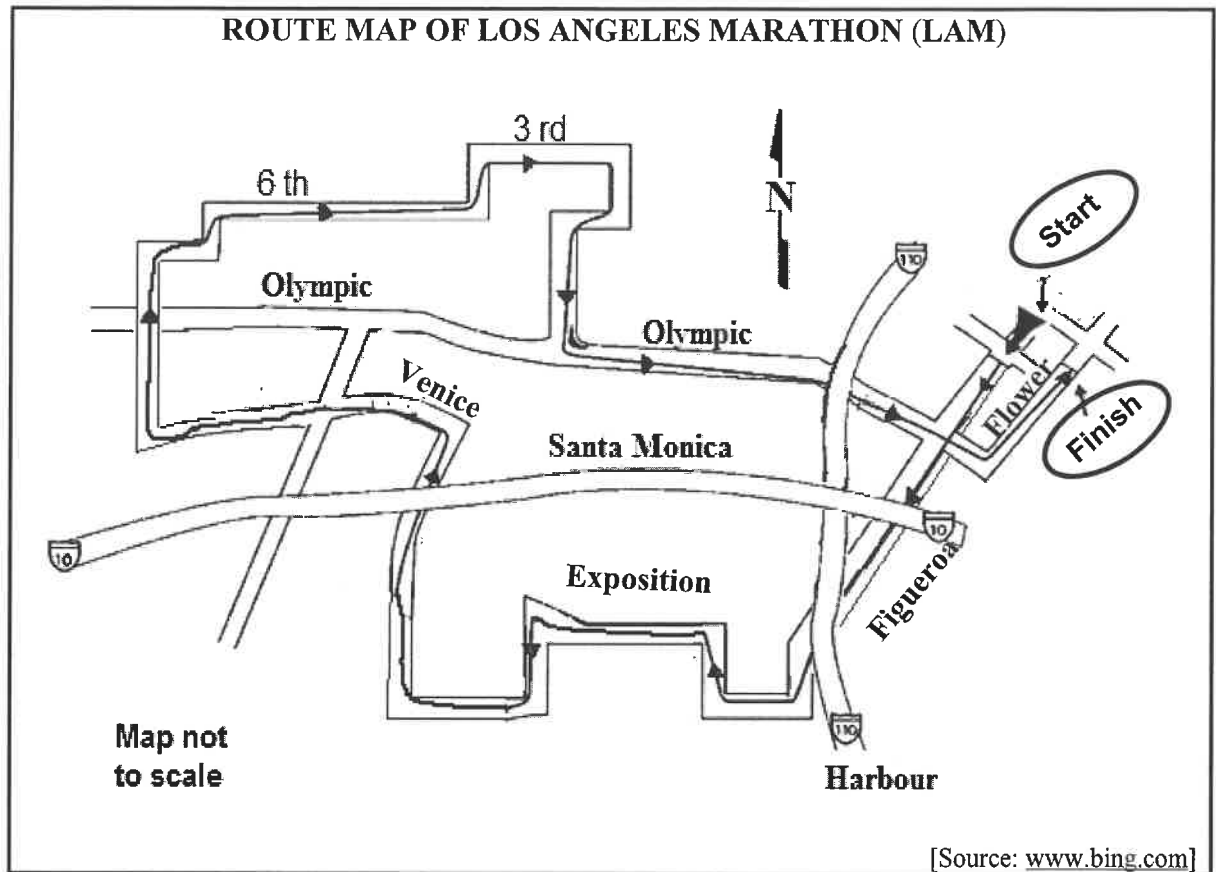 ROUTE MAP OF LOS ANGELES MARATHON (LAM)
3 rd
6 th
N
Start
110
Olympic
Olympic
Venice
Flower
Finish
Santa Monica
10
10
Exposition
Figueroa
Map not
to scale
110
Harbour
[Source: www.bing.com]